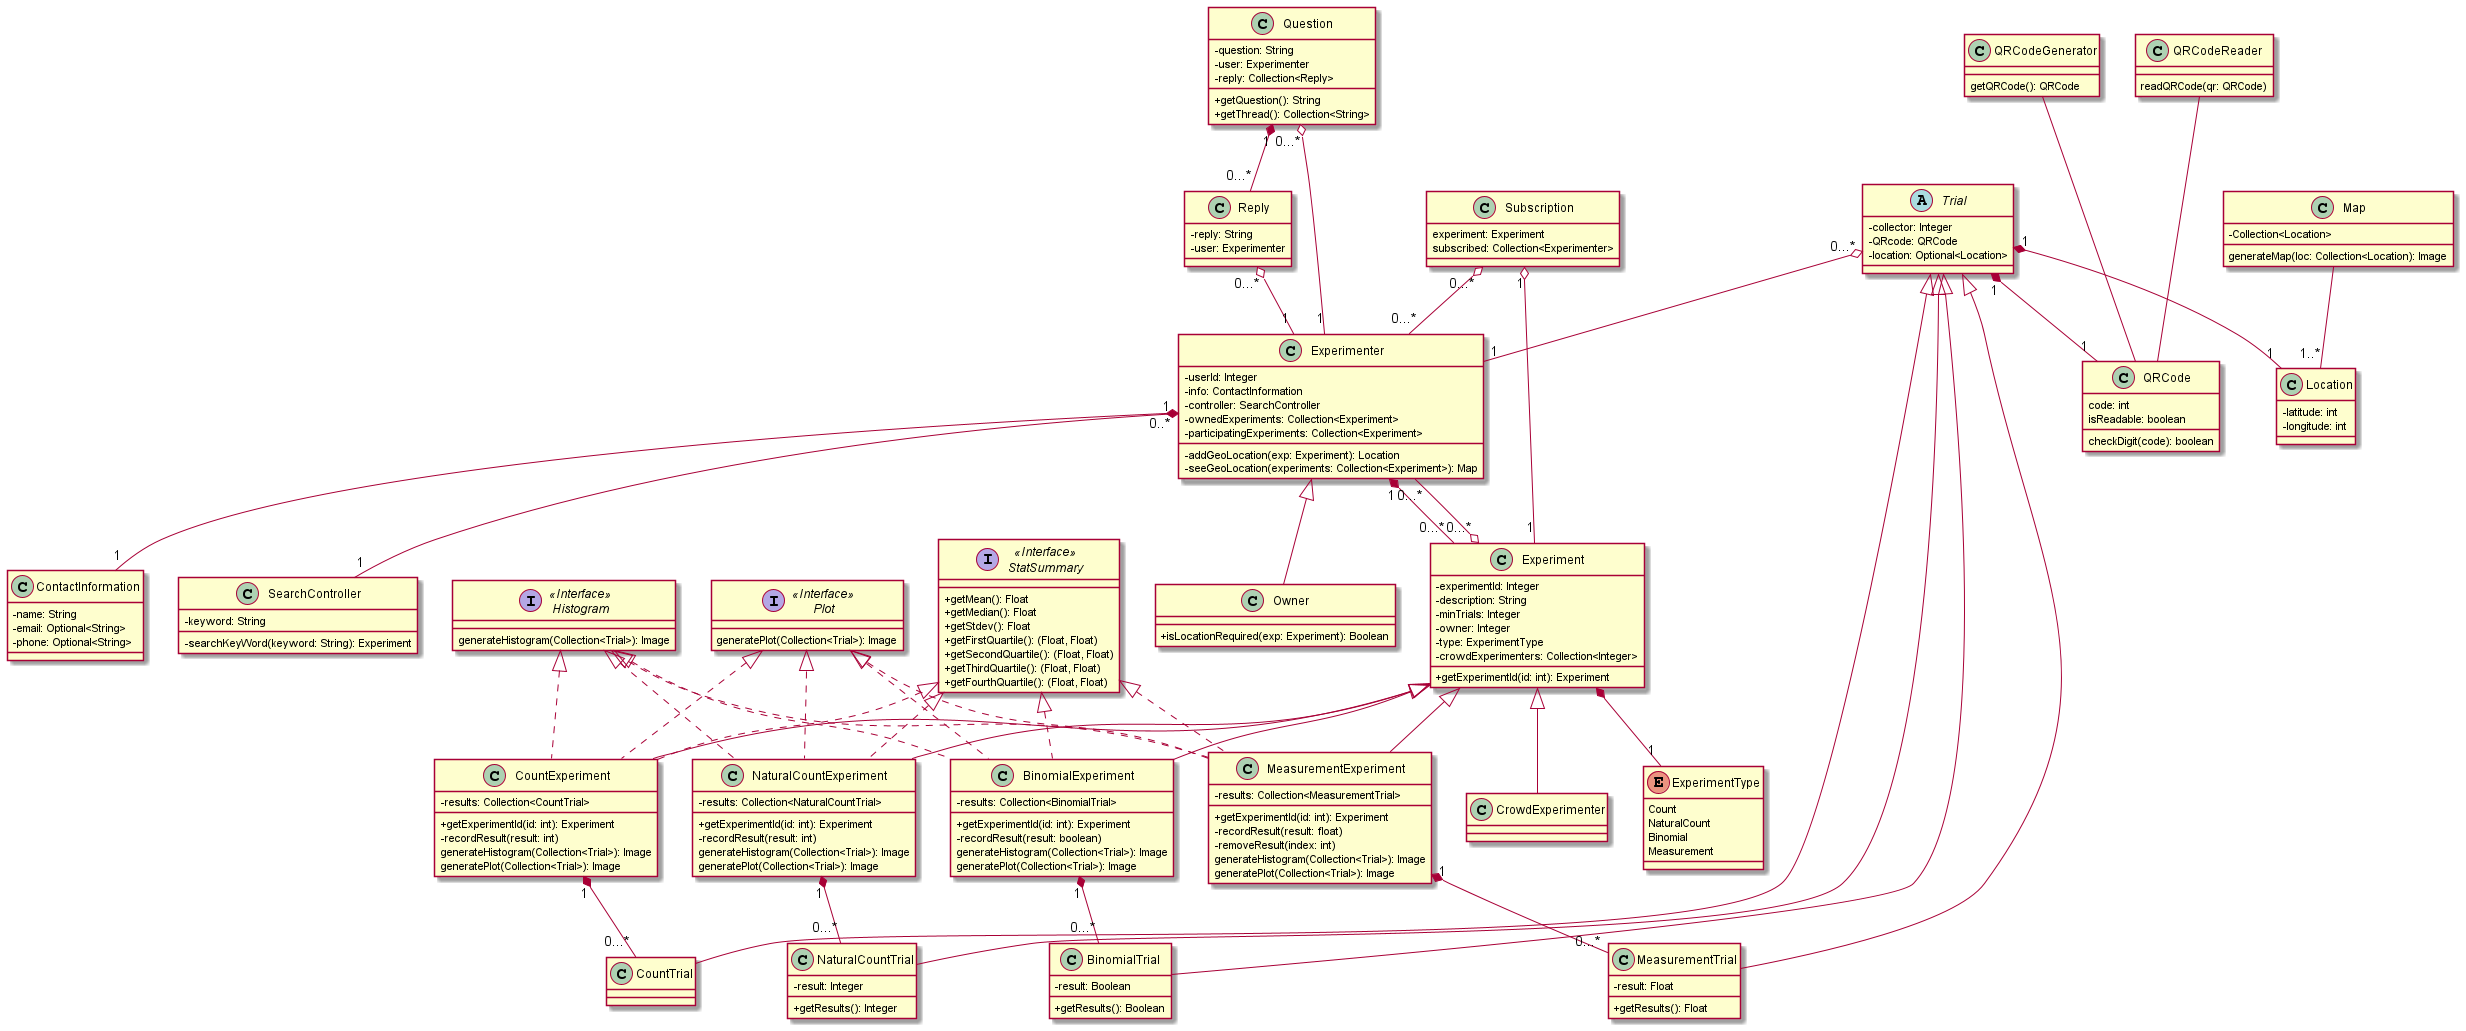 C Question
-question: String
-user: Experimenter
-reply: Collection<Reply>
+getQuestion(): String
+getThread(): Collection<String>
C QRCodeGenerator
getQRCode(): QRCode
C QRCodeReader
readQRCode(qr: QRCode)
1 0...*
0...*
C Reply
-reply: String
-user: Experimenter
C Subscription
experiment: Experiment
subscribed: Collection<Experimenter>
A Trial
-collector: Integer
-QRcode: QRCode
-location: Optional<Location>
C Map
-Collection<Location>
generateMap(loc: Collection<Location): Image
0...* 1
0...* 0...* 1 1
1 1 0...* 1 1 1 1..*
C Experimenter
-userId: Integer
-info: ContactInformation
-controller: SearchController
-ownedExperiments: Collection<Experiment>
-participatingExperiments: Collection<Experiment>
-addGeoLocation(exp: Experiment): Location
-seeGeoLocation(experiments: Collection<Experiment>): Map
C QRCode
code: int
isReadable: boolean
checkDigit(code): boolean
C Location
-latitude: int
-longitude: int
1
0..*
1 0...*
0...* 0...* 1
1
1
C ContactInformation
-name: String
-email: Optional<String>
-phone: Optional<String>
C SearchController
-keyword: String
-searchKeyWord(keyword: String): Experiment
I «Interface»
Histogram
generateHistogram(Collection<Trial>): Image
I «Interface»
Plot
generatePlot(Collection<Trial>): Image
I «Interface»
StatSummary
+getMean(): Float
+getMedian(): Float
+getStdev(): Float
+getFirstQuartile(): (Float, Float)
+getSecondQuartile(): (Float, Float)
+getThirdQuartile(): (Float, Float)
+getFourthQuartile(): (Float, Float)
C Owner
+isLocationRequired(exp: Experiment): Boolean
C Experiment
-experimentId: Integer
-description: String
-minTrials: Integer
-owner: Integer
-type: ExperimentType
-crowdExperimenters: Collection<Integer>
+getExperimentId(id: int): Experiment
1
C CountExperiment
-results: Collection<CountTrial>
+getExperimentId(id: int): Experiment
-recordResult(result: int)
generateHistogram(Collection<Trial>): Image
generatePlot(Collection<Trial>): Image
C NaturalCountExperiment
-results: Collection<NaturalCountTrial>
+getExperimentId(id: int): Experiment
-recordResult(result: int)
generateHistogram(Collection<Trial>): Image
generatePlot(Collection<Trial>): Image
C BinomialExperiment
-results: Collection<BinomialTrial>
+getExperimentId(id: int): Experiment
-recordResult(result: boolean)
generateHistogram(Collection<Trial>): Image
generatePlot(Collection<Trial>): Image
C MeasurementExperiment
-results: Collection<MeasurementTrial>
+getExperimentId(id: int): Experiment
-recordResult(result: float)
-removeResult(index: int)
generateHistogram(Collection<Trial>): Image
generatePlot(Collection<Trial>): Image
C CrowdExperimenter
E ExperimentType
Count
NaturalCount
Binomial
Measurement
1 1 1 1
0...* 0...* 0...* 0...*
C CountTrial
C NaturalCountTrial
-result: Integer
+getResults(): Integer
C BinomialTrial
-result: Boolean
+getResults(): Boolean
C MeasurementTrial
-result: Float
+getResults(): Float